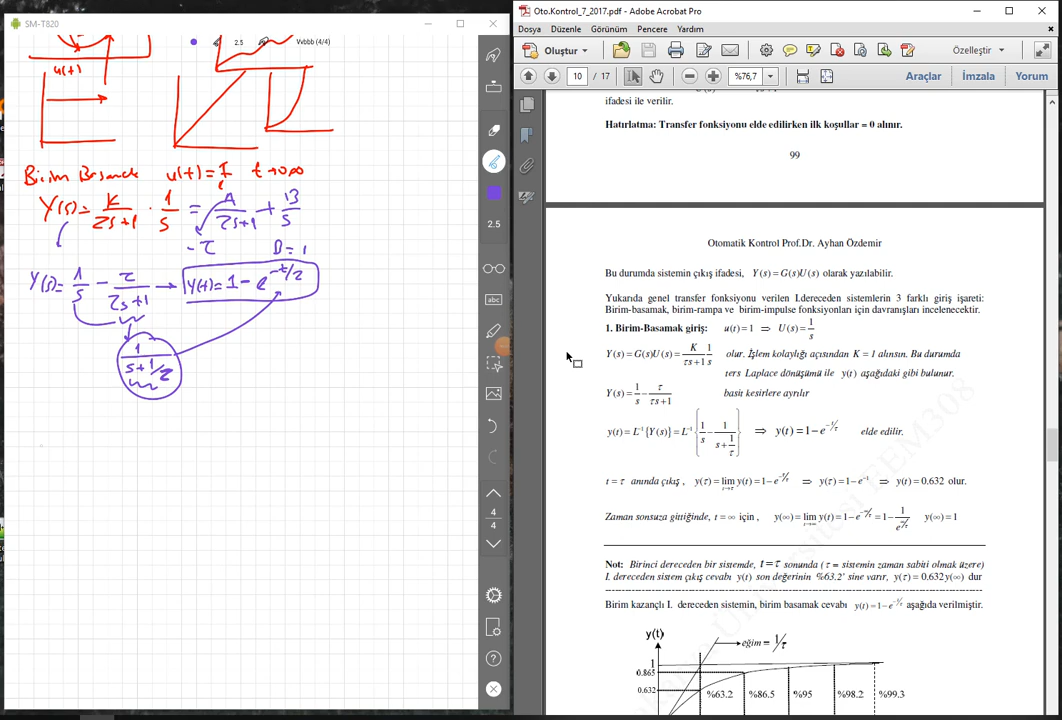 SM-T820
2.5
Vvbbb (4/4)
u(t)
Birim Basamak u(t)=1 t→∞
Y(s)= K/(τs+1) · 1/s = A/(τs+1) + B/s
-τ B=1
Y(s)= 1/s - τ/(τs+1) → y(t)=1-e^-t/τ
1/(s+1/τ)
2.5
abc
4
4
Oto.Kontrol_7_2017.pdf - Adobe Acrobat Pro
Dosya Düzenle Görünüm Pencere Yardım
Oluştur Özelleştir
10 / 17 %76,7 Araçlar İmzala Yorum
ifadesi ile verilir.
Hatırlatma: Transfer fonksiyonu elde edilirken ilk koşullar = 0 alınır.
99
Otomatik Kontrol Prof.Dr. Ayhan Özdemir
Bu durumda sistemin çıkış ifadesi, Y(s)=G(s)U(s) olarak yazılabilir.
Yukarıda genel transfer fonksiyonu verilen I.dereceden sistemlerin 3 farklı giriş işareti:
Birim-basamak, birim-rampa ve birim-impulse fonksiyonları için davranışları incelenecektir.
1. Birim-Basamak giriş: u(t)=1 ⇒ U(s)=1/s
Y(s)=G(s)U(s)= K/(τs+1) 1/s olur. İşlem kolaylığı açısından K = 1 alınsın. Bu durumda
ters Laplace dönüşümü ile y(t) aşağıdaki gibi bulunur.
Y(s)= 1/s - τ/(τs+1) basit kesirlere ayrılır
y(t)=L⁻¹{Y(s)}=L⁻¹{1/s - 1/(s+1/τ)} ⇒ y(t)=1-e^-t/τ elde edilir.
t=τ anında çıkış, y(τ)=lim y(t)=1-e^-τ/τ ⇒ y(τ)=1-e⁻¹ ⇒ y(t)=0.632 olur.
Zaman sonsuza gittiğinde, t=∞ için, y(∞)=lim y(t)=1-e^-∞/τ=1-1/e^∞/τ y(∞)=1
Not: Birinci dereceden bir sistemde, t=τ sonunda (τ = sistemin zaman sabiti olmak üzere)
I. dereceden sistem çıkış cevabı y(t) son değerinin %63.2' sine varır, y(τ)=0.632y(∞) dur
Birim kazançlı I. dereceden sistemin, birim basamak cevabı y(t)=1-e^-t/τ aşağıda verilmiştir.
y(t)
eğim = 1/τ
1
0.865
0.632
%63.2 %86.5 %95 %98.2 %99.3